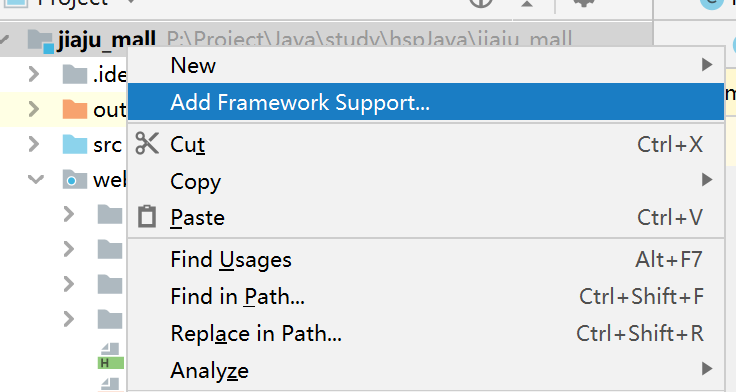 Project
jiaju_mall P:\Project\Java\study\hspJava\jiaju_mall
.ide
out
src
wel
New
Add Framework Support...
Cut Ctrl+X
Copy
Paste Ctrl+V
Find Usages Alt+F7
Find in Path... Ctrl+Shift+F
Replace in Path... Ctrl+Shift+R
Analyze
H
C